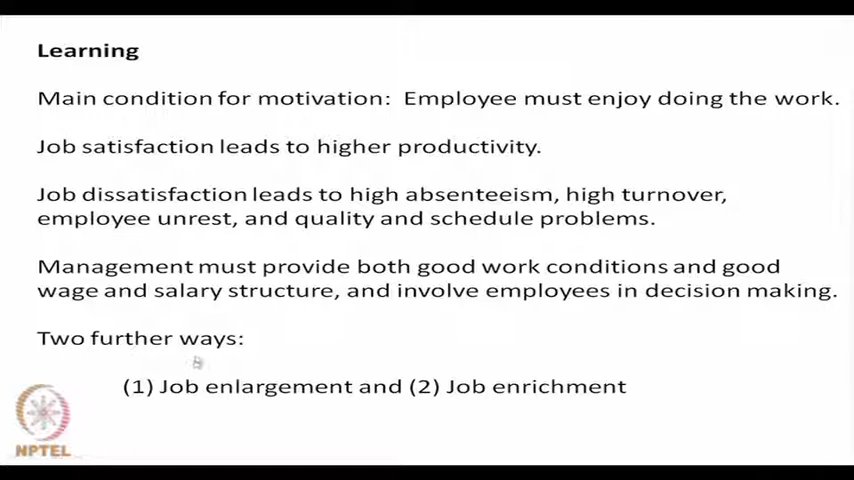 Learning
Main condition for motivation: Employee must enjoy doing the work.
Job satisfaction leads to higher productivity.
Job dissatisfaction leads to high absenteeism, high turnover,
employee unrest, and quality and schedule problems.
Management must provide both good work conditions and good
wage and salary structure, and involve employees in decision making.
Two further ways:
(1) Job enlargement and (2) Job enrichment
NPTEL